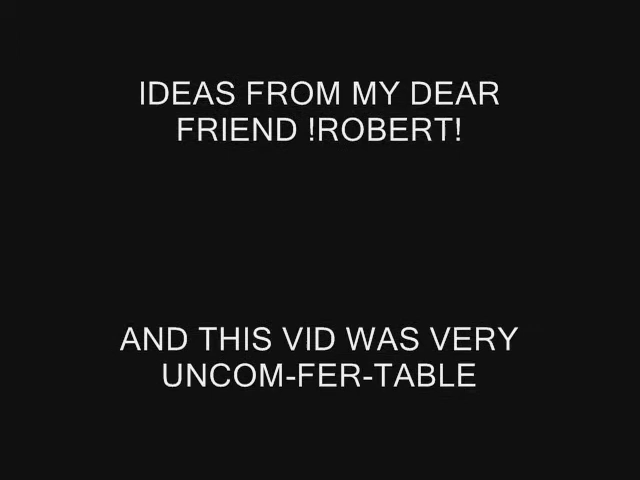 IDEAS FROM MY DEAR
FRIEND !ROBERT!
AND THIS VID WAS VERY
UNCOM-FER-TABLE